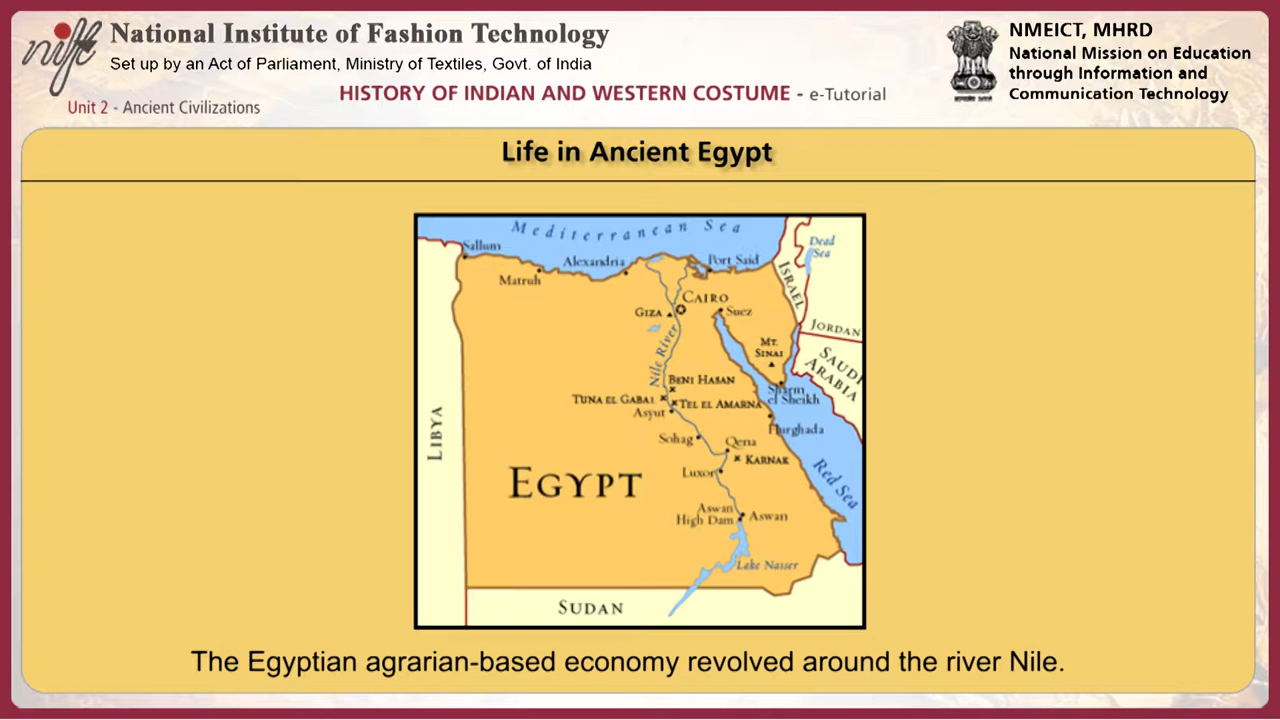 nift
National Institute of Fashion Technology
Set up by an Act of Parliament, Ministry of Textiles, Govt. of India
Unit 2 - Ancient Civilizations
HISTORY OF INDIAN AND WESTERN COSTUME - e-Tutorial
NMEICT, MHRD
National Mission on Education
through Information and
Communication Technology
Life in Ancient Egypt
Mediterranean Sea
Sallum
Matruh
Alexandria
Port Said
Dead
Sea
ISRAEL
JORDAN
SAUDI
ARABIA
CAIRO
GIZA
Suez
Nile River
MT.
SINAI
BENI HASAN
Sharm
el Sheikh
TUNA EL GABAL
TEL EL AMARNA
Asyut
Hurghada
Sohag
Qena
KARNAK
Luxor
Red Sea
LIBYA
EGYPT
Aswan
High Dam
Aswan
Lake Nasser
SUDAN
The Egyptian agrarian-based economy revolved around the river Nile.